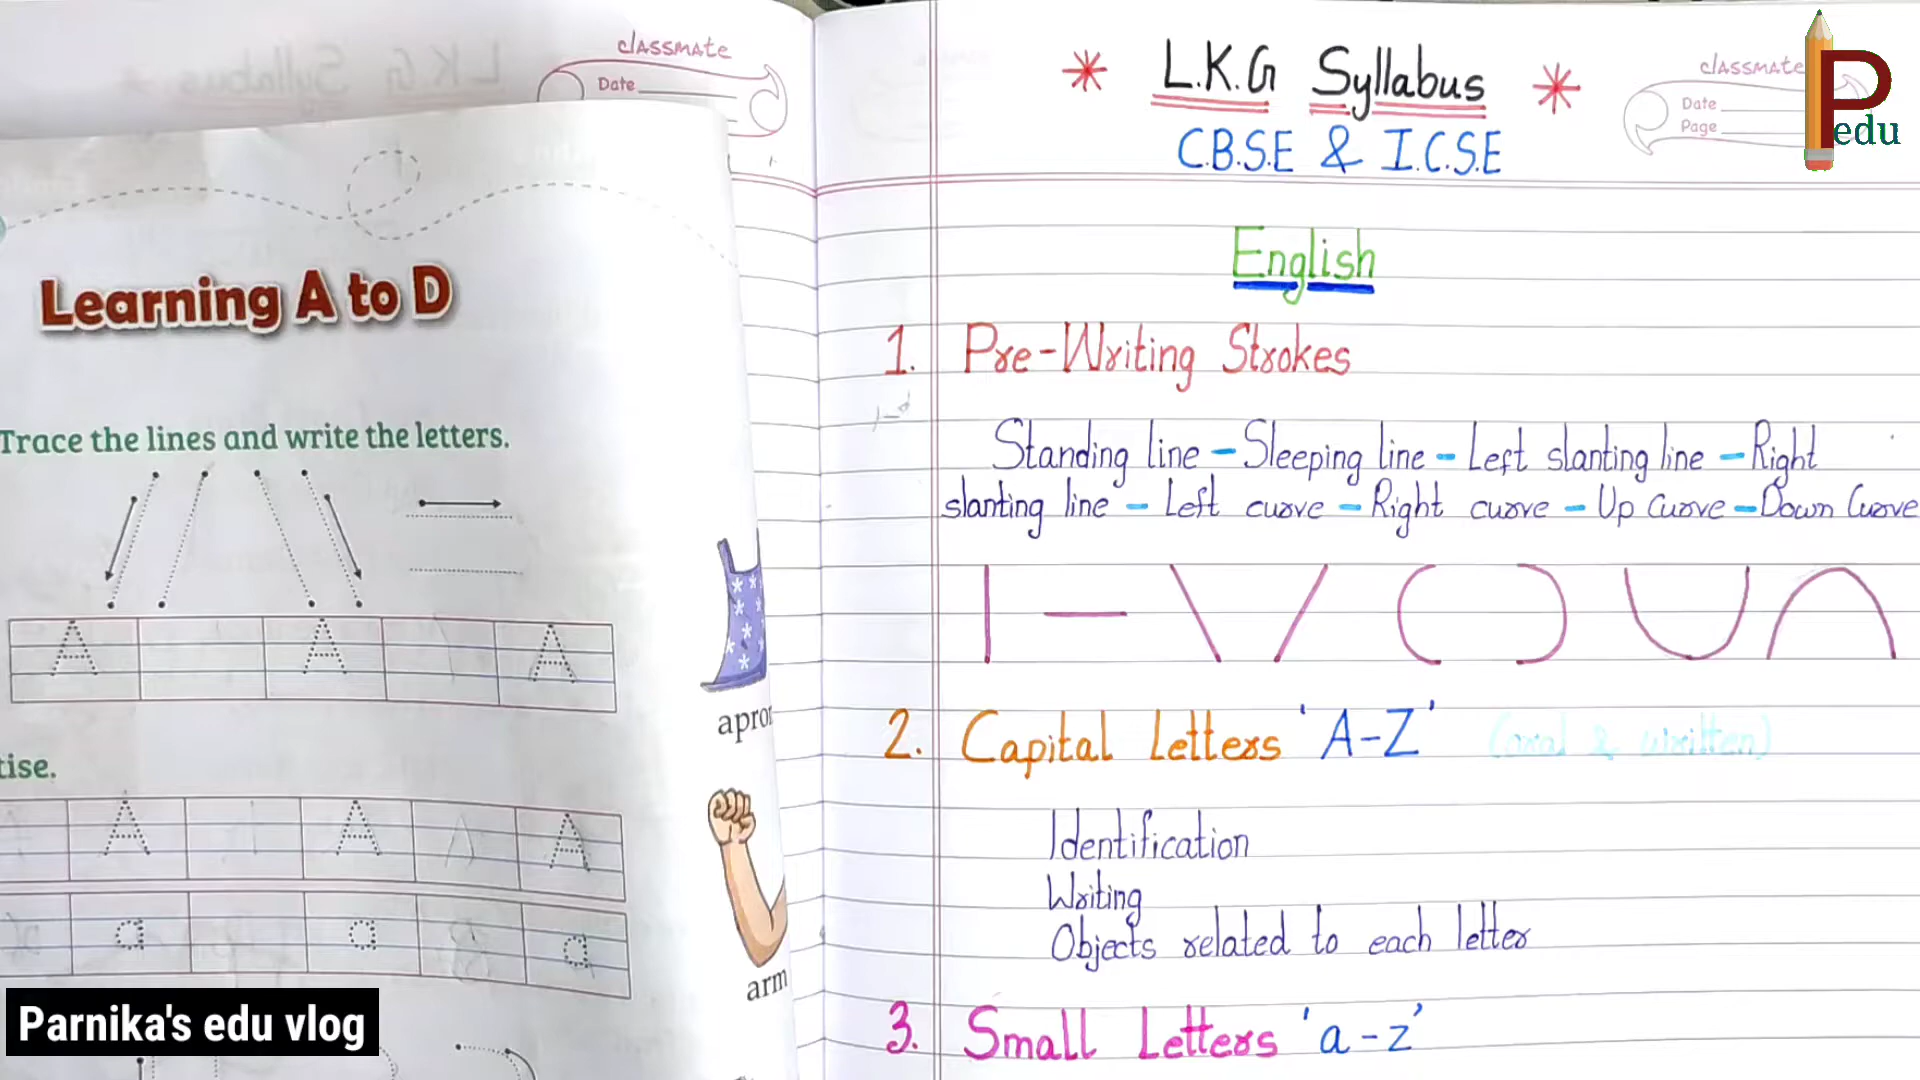 classmate
Date
Learning A to D
Trace the lines and write the letters.
A A A
apron
tise.
A A A
a a a
arm
Parnika's edu vlog
L.K.G Syllabus
C.B.S.E & I.C.S.E
classmate
Date
Page
P
edu
English
1. Pre-Writing Strokes
Standing line - Sleeping line - Left slanting line - Right
slanting line - Left curve - Right curve - Up Curve - Down Curve
2. Capital Letters 'A-Z' (oral & written)
Identification
Writing
Objects related to each letter
3. Small Letters 'a-z'